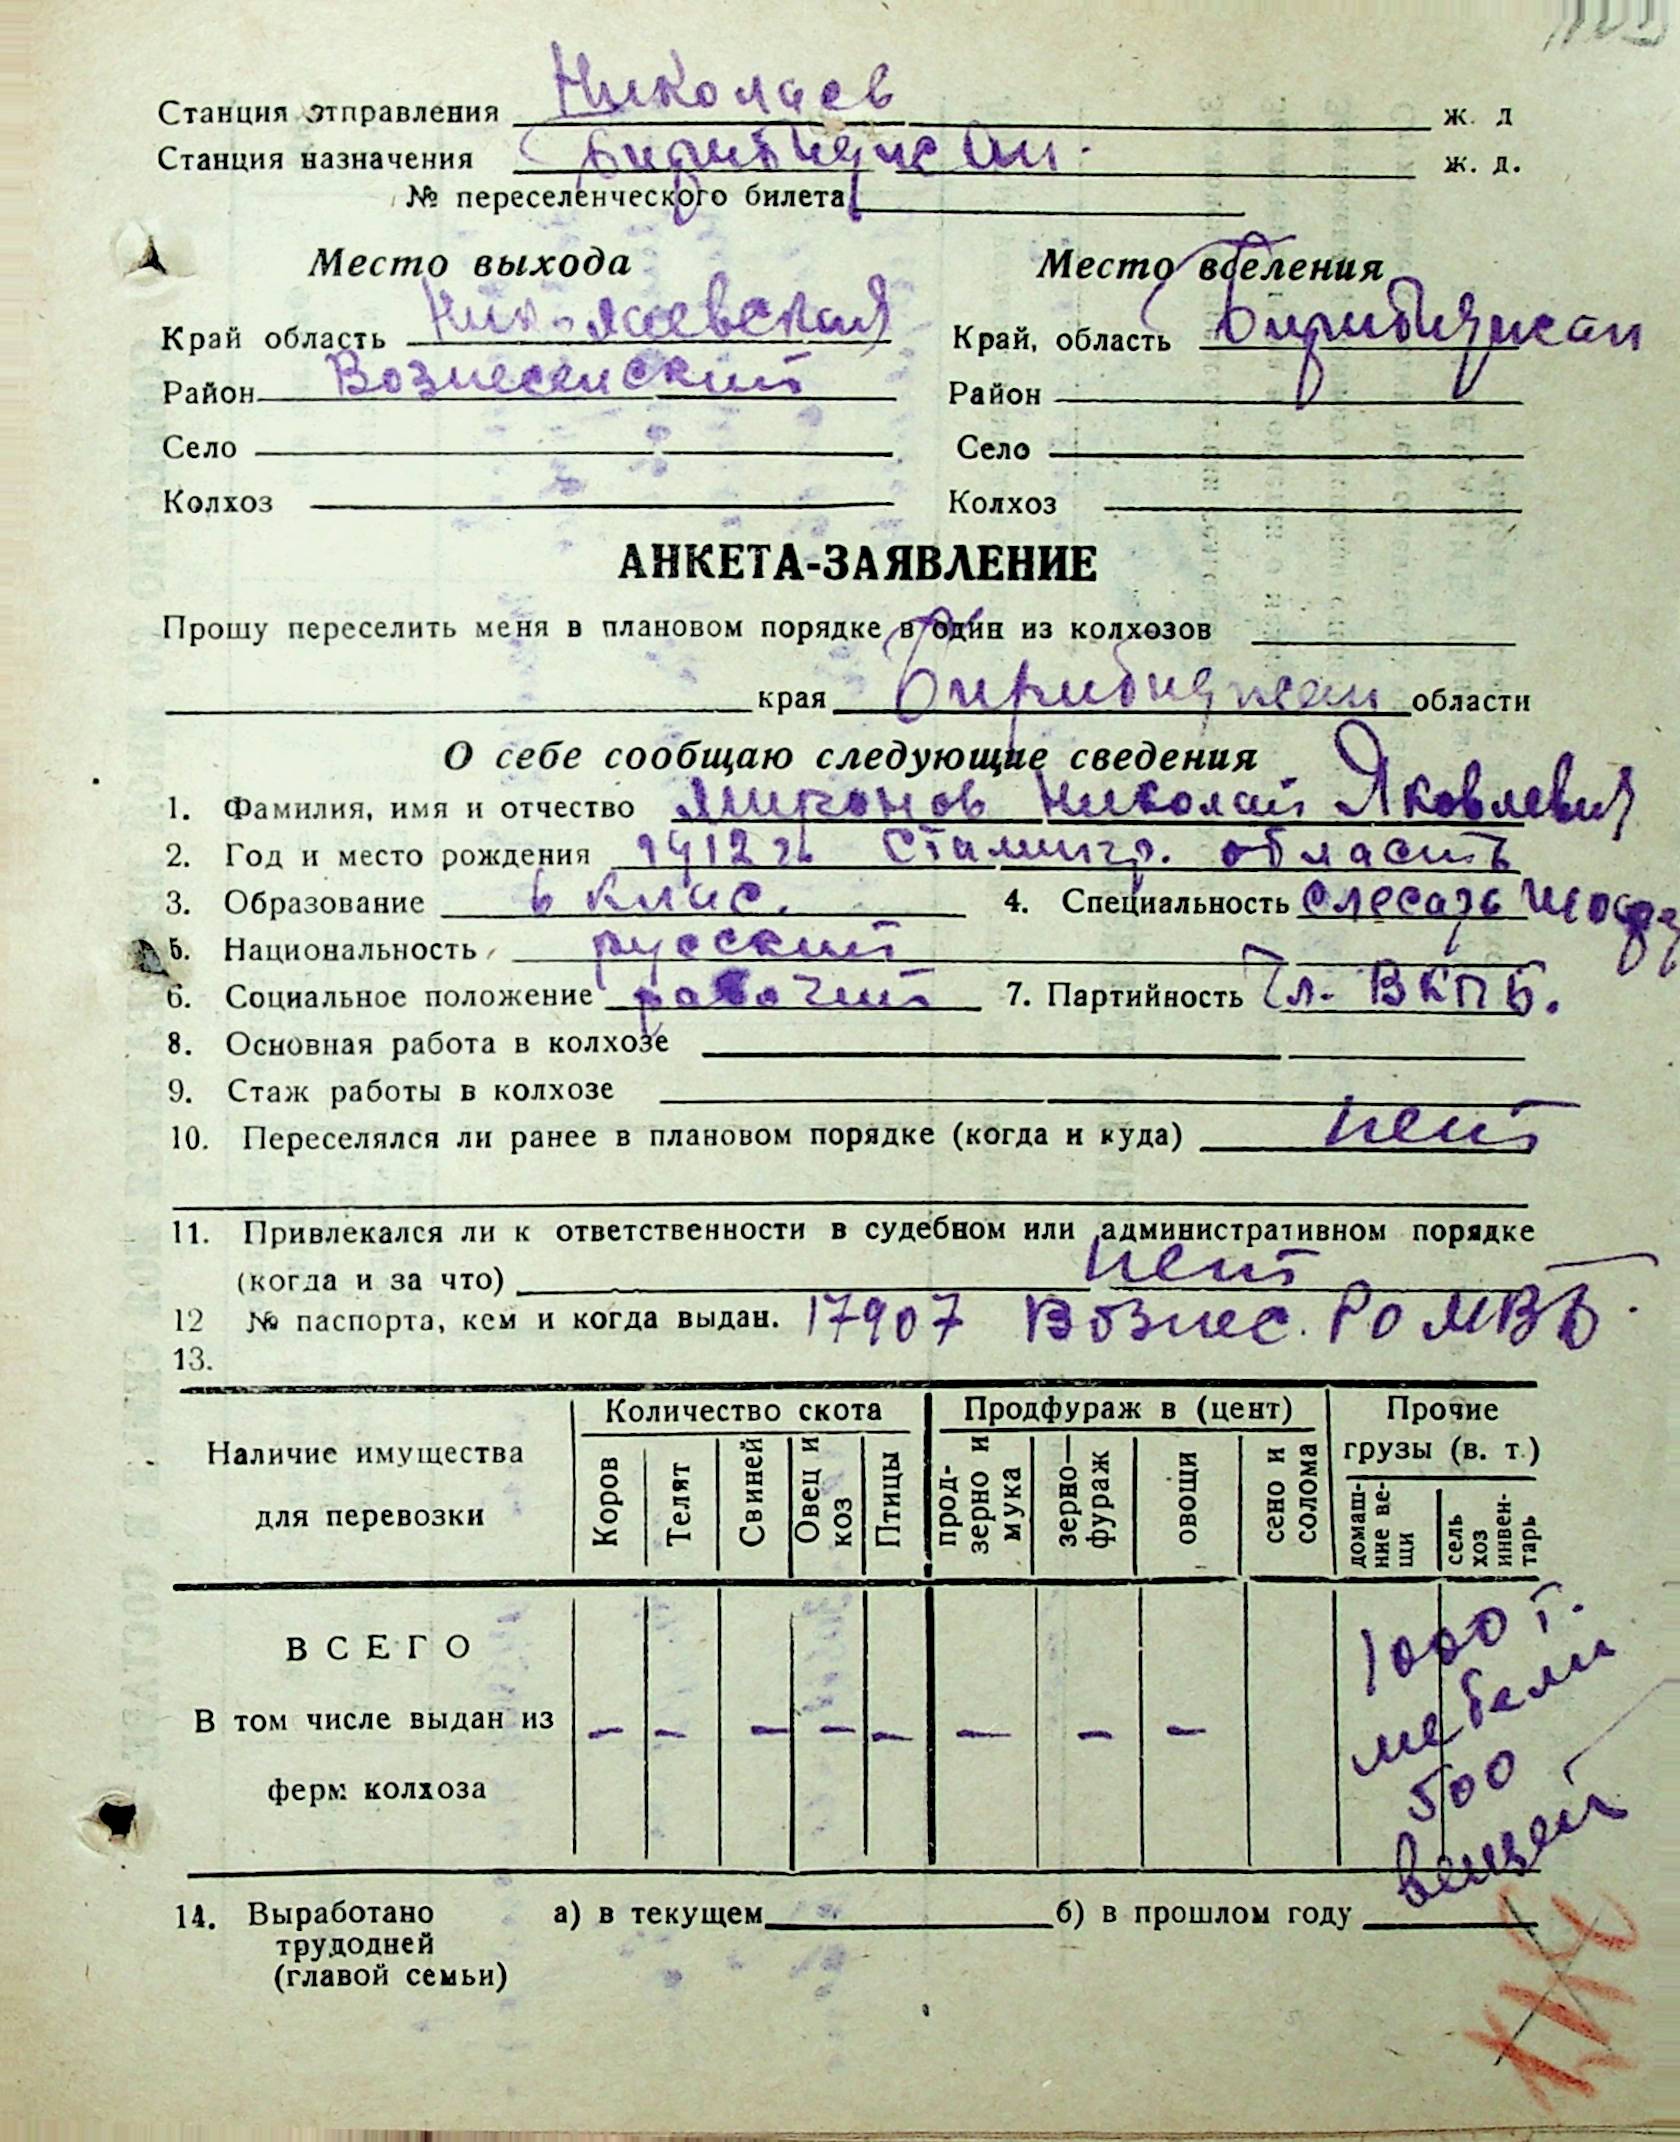 Станция отправления Николаев ж. д
Станция назначения Биробиджан. ж. д.
№ переселенческого билета
Место выхода Место вселения
Край область Николаевская Край, область Биробиджан
Район Вознесенский Район
Село Село
Колхоз Колхоз
АНКЕТА-ЗАЯВЛЕНИЕ
Прошу переселить меня в плановом порядке в один из колхозов
края Биробиджан области
О себе сообщаю следующие сведения
1. Фамилия, имя и отчество Миронов Николай Яковлевич
2. Год и место рождения 1912 г. Сталингр. область
3. Образование 6 клас. 4. Специальность слесарь шофер
5. Национальность русский
6. Социальное положение рабочий 7. Партийность Чл. ВКПБ.
8. Основная работа в колхозе
9. Стаж работы в колхозе
10. Переселялся ли ранее в плановом порядке (когда и куда) нет
11. Привлекался ли к ответственности в судебном или административном порядке
(когда и за что) нет
12 № паспорта, кем и когда выдан. 17907 Вознес. РО МВБ.
13.
Наличие имущества для перевозки
Количество скота Продфураж в (цент) Прочие грузы (в. т.)
Коров Телят Свиней Овец и коз Птицы прод-зерно и мука зерно—фураж овощи сено и солома домаш-ние ве-щи сель хоз инвен-тарь
ВСЕГО
В том числе выдан из
ферм колхоза
– – – – – – – –
1000 т.
мебели
500
вещей
14. Выработано а) в текущем б) в прошлом году
трудодней
(главой семьи)